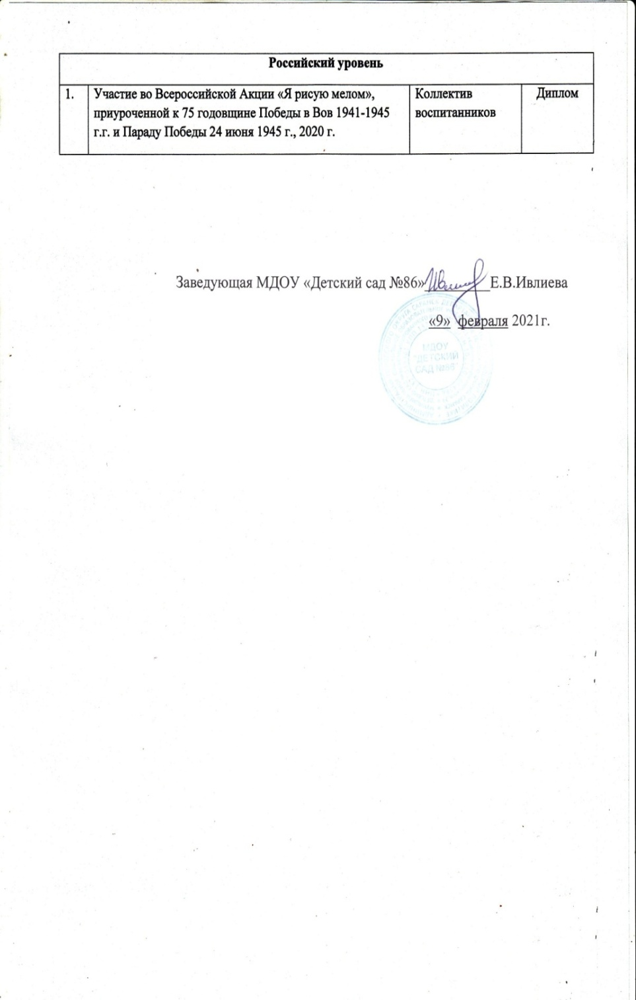 Российский уровень
1. Участие во Всероссийской Акции «Я рисую мелом», Коллектив Диплом
приуроченной к 75 годовщине Победы в Вов 1941-1945 воспитанников
г.г. и Параду Победы 24 июня 1945 г., 2020 г.
Заведующая МДОУ «Детский сад №86» Е.В.Ивлиева
«9» февраля 2021г.
МДОУ
"ДЕТСКИЙ
САД №86"